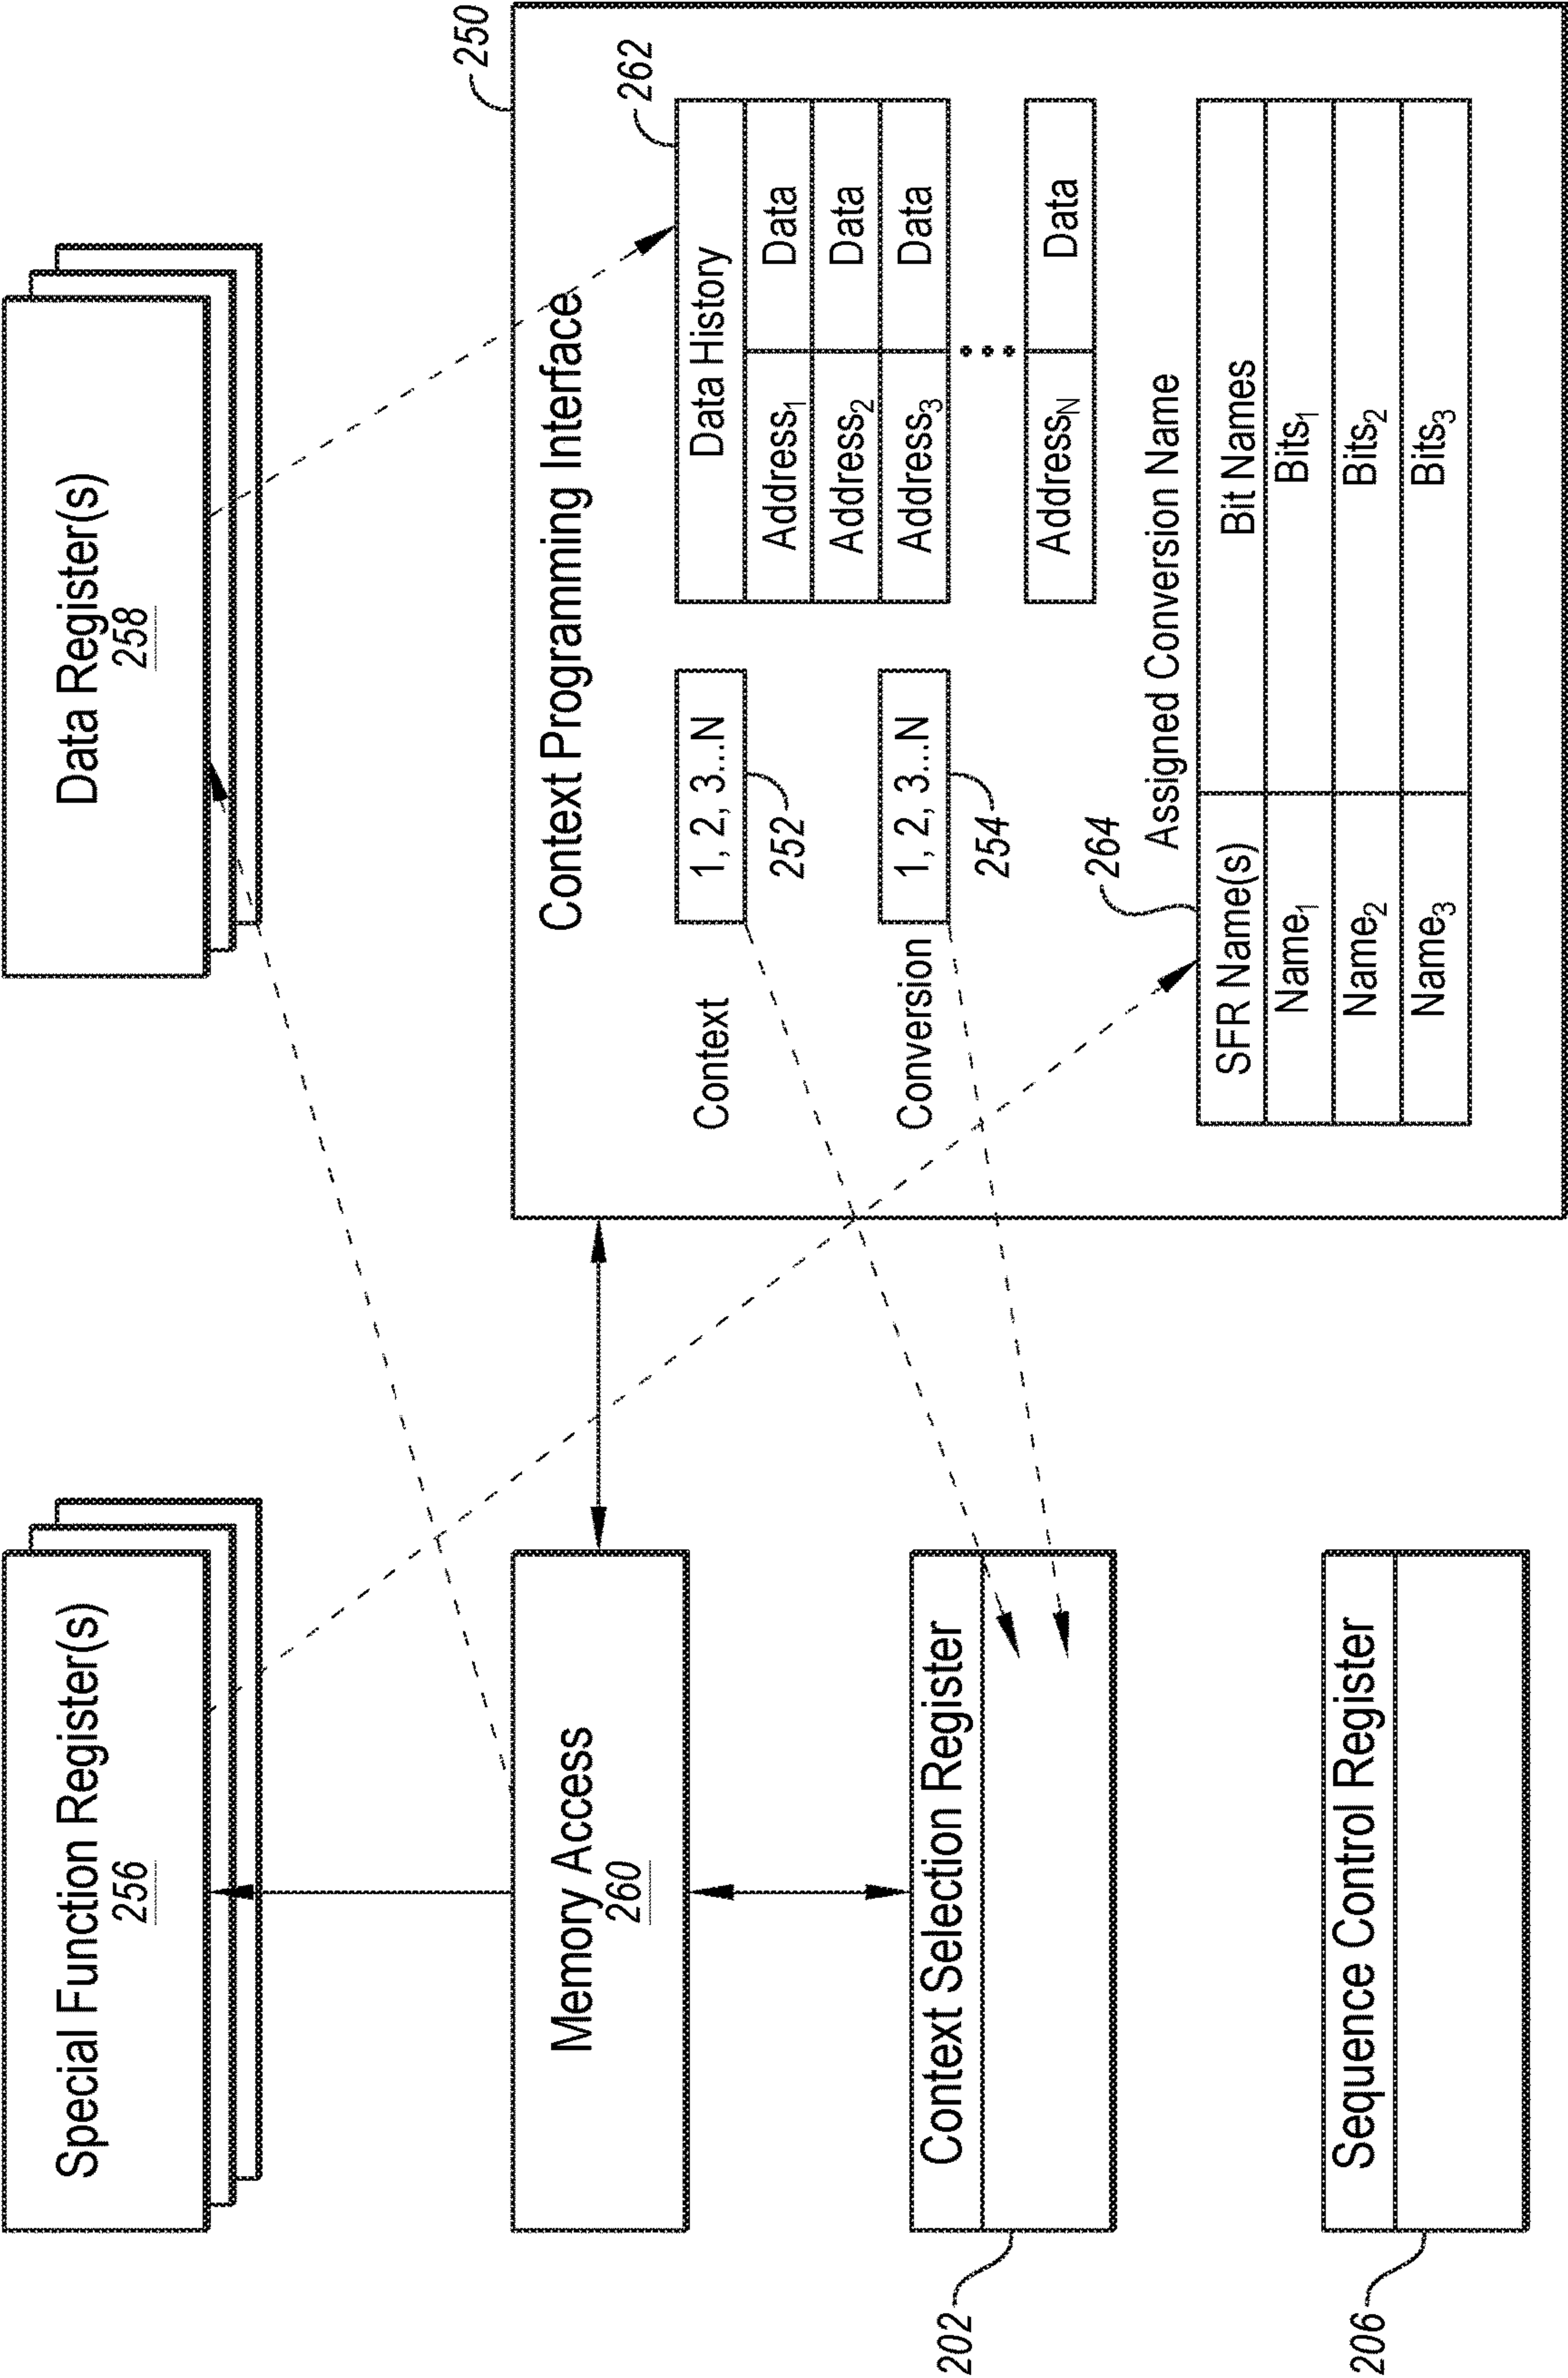 Special Function Register(s)
256
Data Register(s)
258
Memory Access
260
250
Context Programming Interface
262
Context
1, 2, 3...N
252
Data History
Address1 Data
Address2 Data
Address3 Data
AddressN Data
Conversion
1, 2, 3...N
254
264
Assigned Conversion Name
SFR Name(s) Bit Names
Name1 Bits1
Name2 Bits2
Name3 Bits3
202
Context Selection Register
206
Sequence Control Register